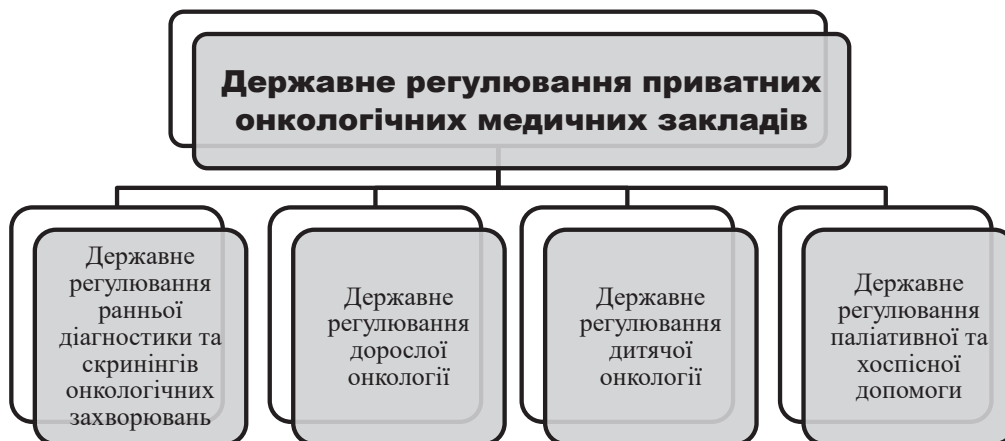 Державне регулювання приватних
онкологічних медичних закладів
Державне
регулювання
ранньої
діагностики та
скринінгів
онкологічних
захворювань
Державне
регулювання
дорослої
онкології
Державне
регулювання
дитячої
онкології
Державне
регулювання
паліативної та
хоспісної
допомоги